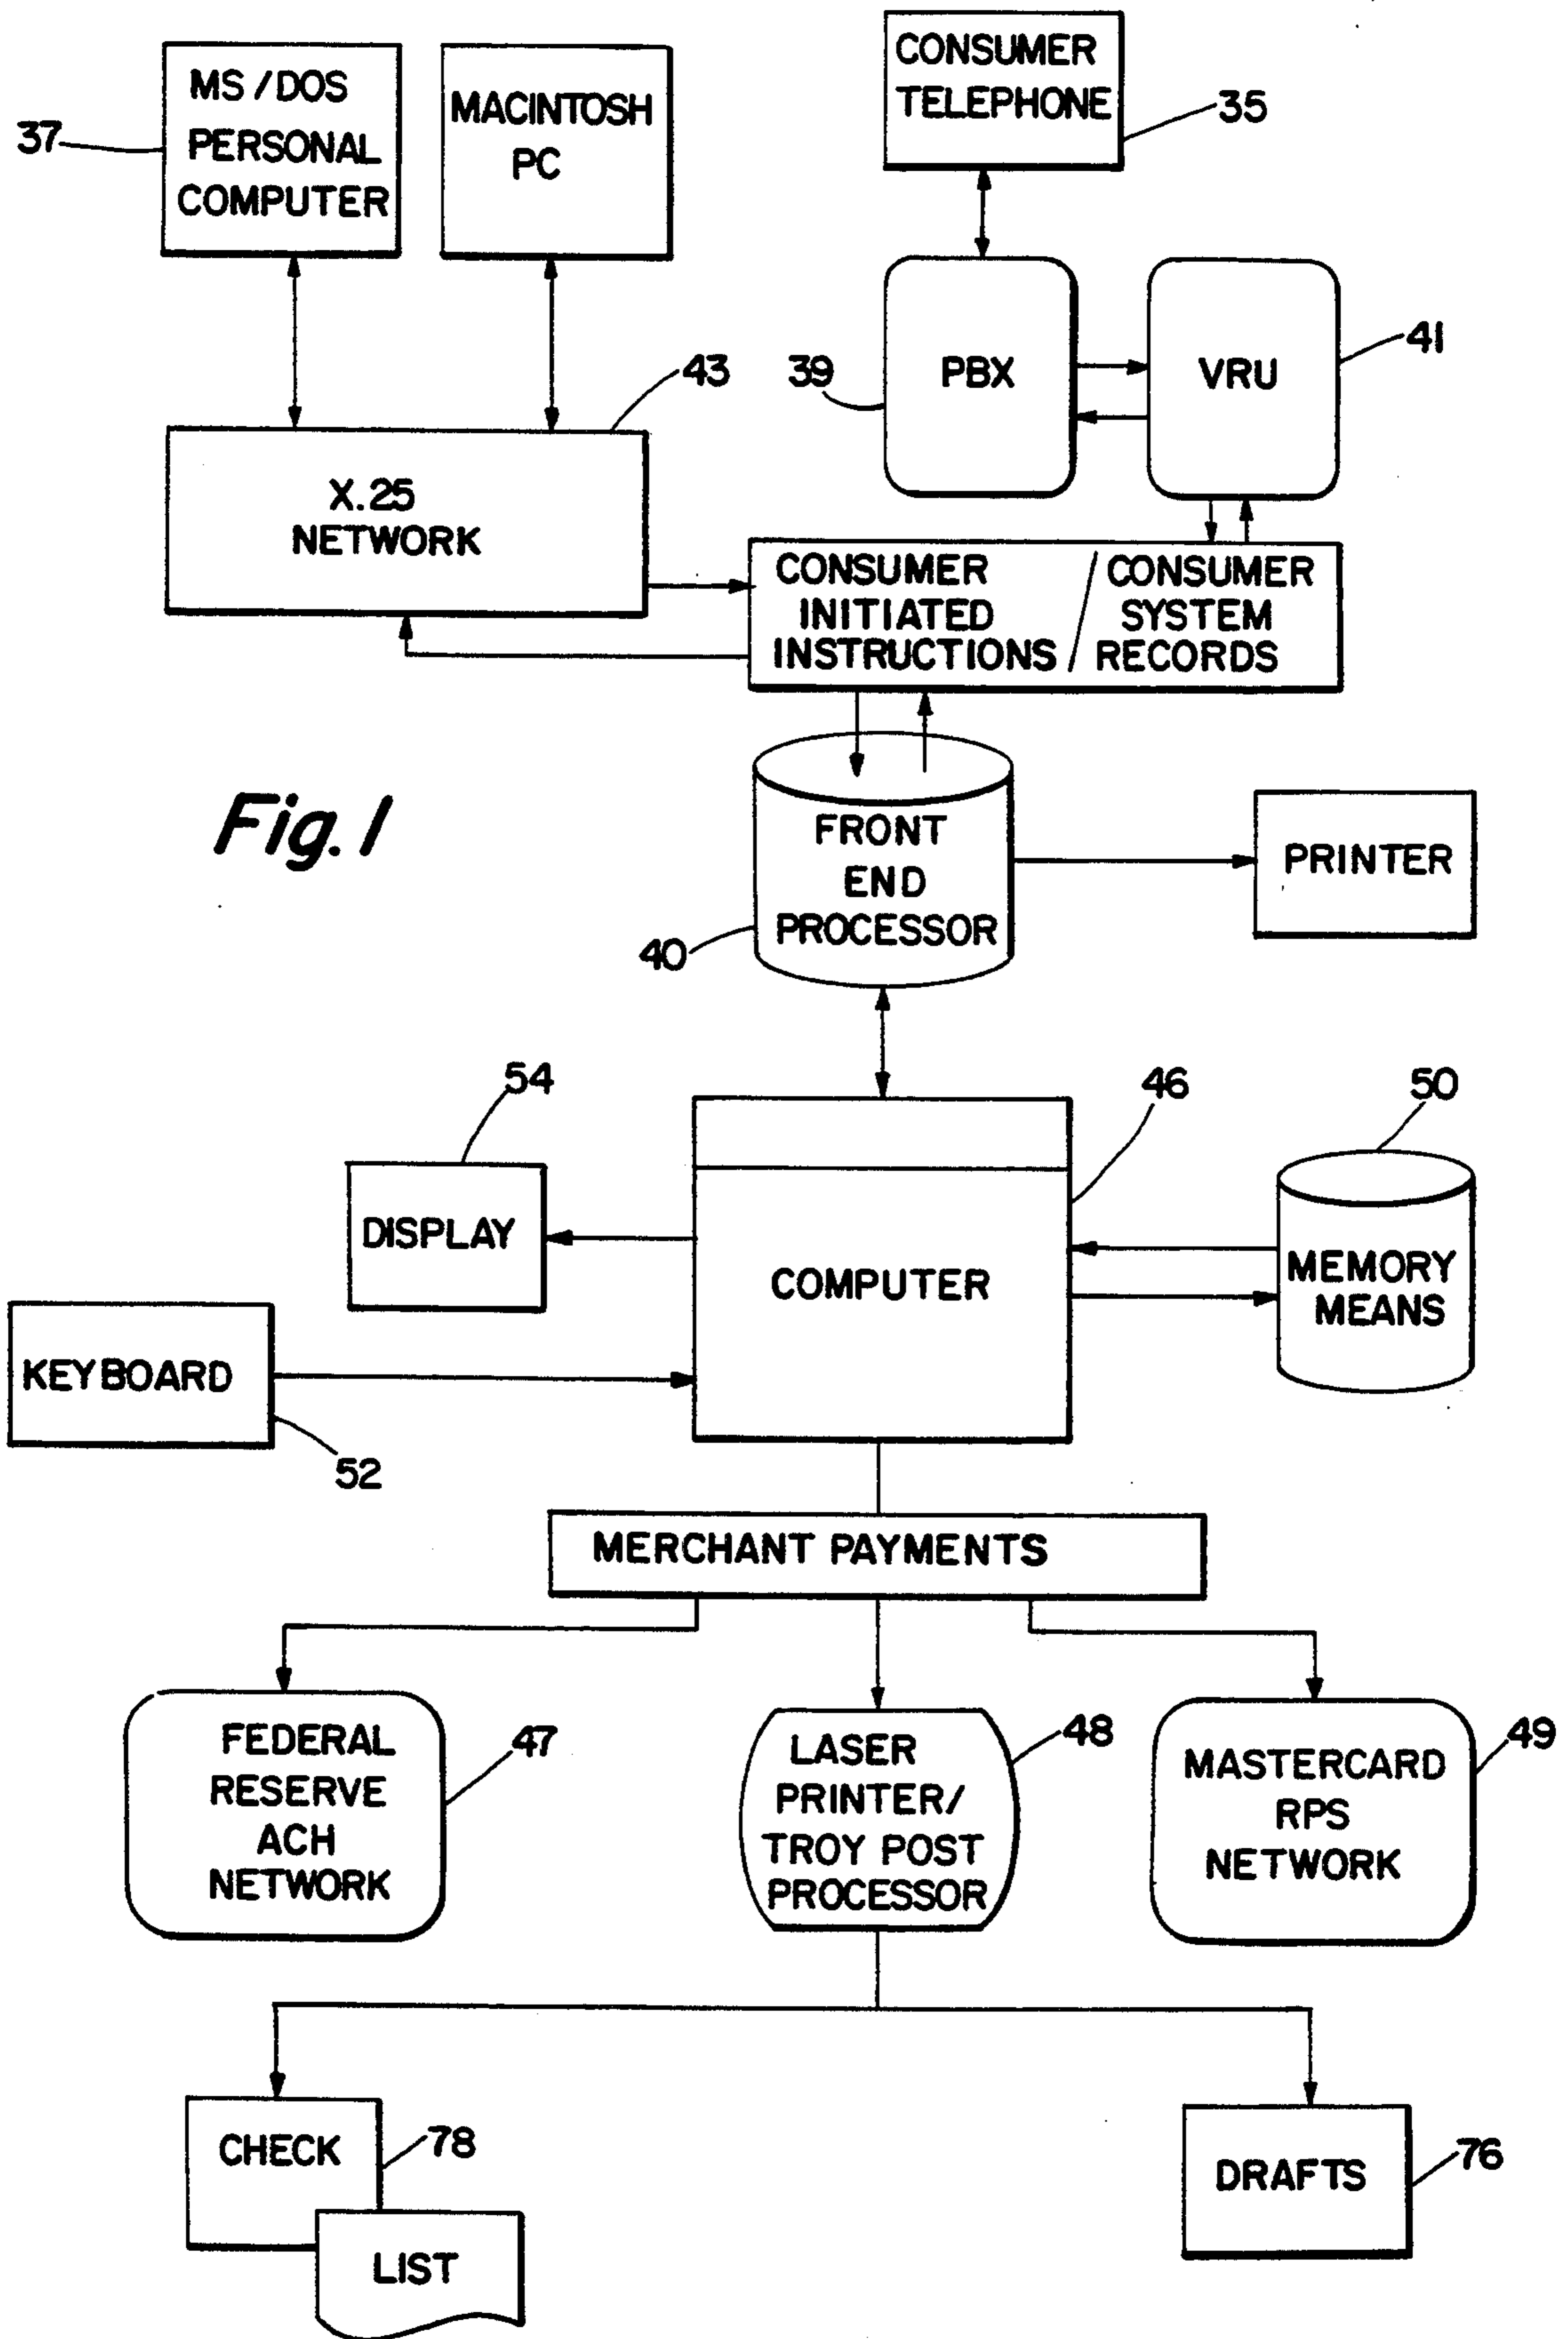 CONSUMER
TELEPHONE
35
MS/DOS
PERSONAL
COMPUTER
37
MACINTOSH
PC
43
X.25
NETWORK
39
PBX
VRU
41
CONSUMER
INITIATED
INSTRUCTIONS
/
CONSUMER
SYSTEM
RECORDS
Fig. 1
FRONT
END
PROCESSOR
40
PRINTER
54
DISPLAY
46
COMPUTER
50
MEMORY
MEANS
KEYBOARD
52
MERCHANT PAYMENTS
FEDERAL
RESERVE
ACH
NETWORK
47
LASER
PRINTER/
TROY POST
PROCESSOR
48
MASTERCARD
RPS
NETWORK
49
CHECK
78
LIST
DRAFTS
76